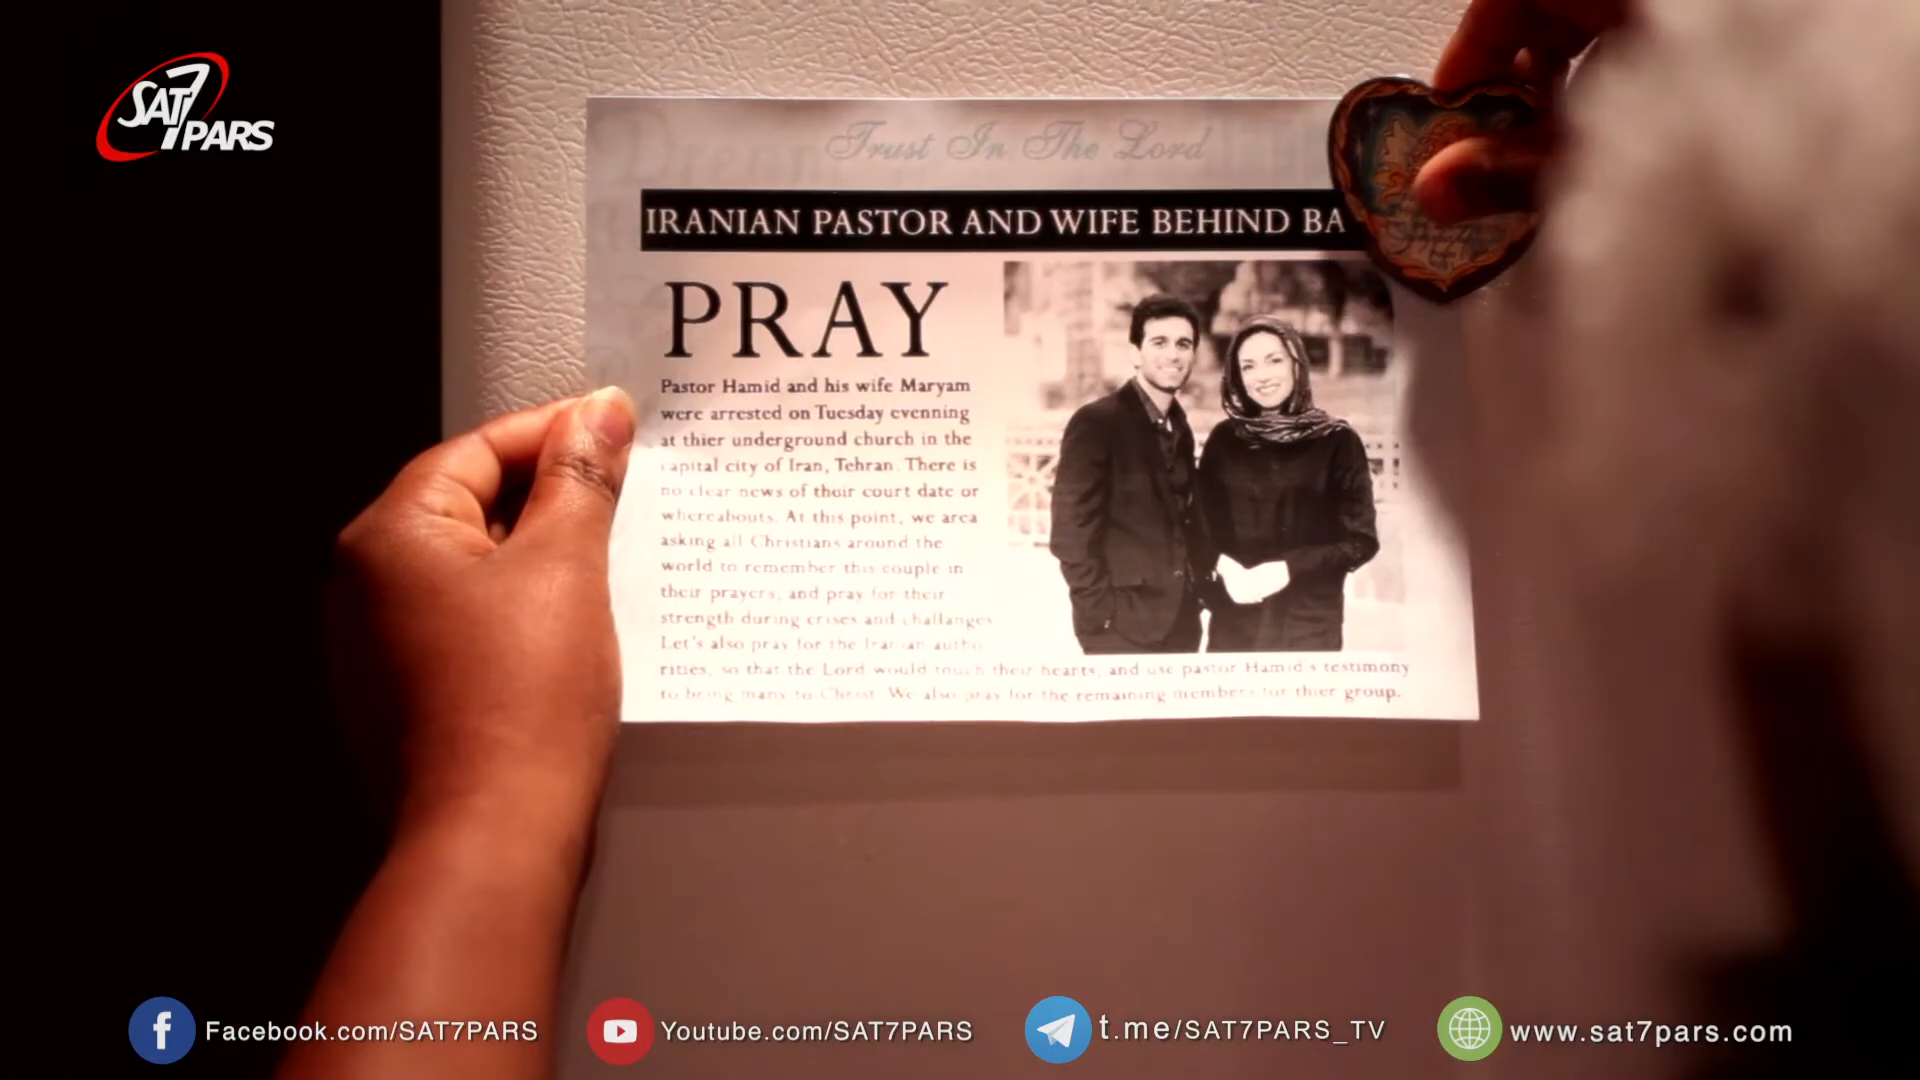 SAT7
PARS
Trust In The Lord
IRANIAN PASTOR AND WIFE BEHIND BA
PRAY
Pastor Hamid and his wife Maryam
were arrested on Tuesday evenning
at thier underground church in the
capital city of Iran, Tehran. There is
no clear news of their court date or
whereabouts. At this point, we area
asking all Christians around the
world to remember this couple in
their prayers, and pray for their
strength during crises and challanges
Let's also pray for the Iranian autho
rities, so that the Lord would touch their hearts, and use pastor Hamid's testimony
to bring many to Christ. We also pray for the remaining members for thier group.
Facebook.com/SAT7PARS
Youtube.com/SAT7PARS
t.me/SAT7PARS_TV
www.sat7pars.com